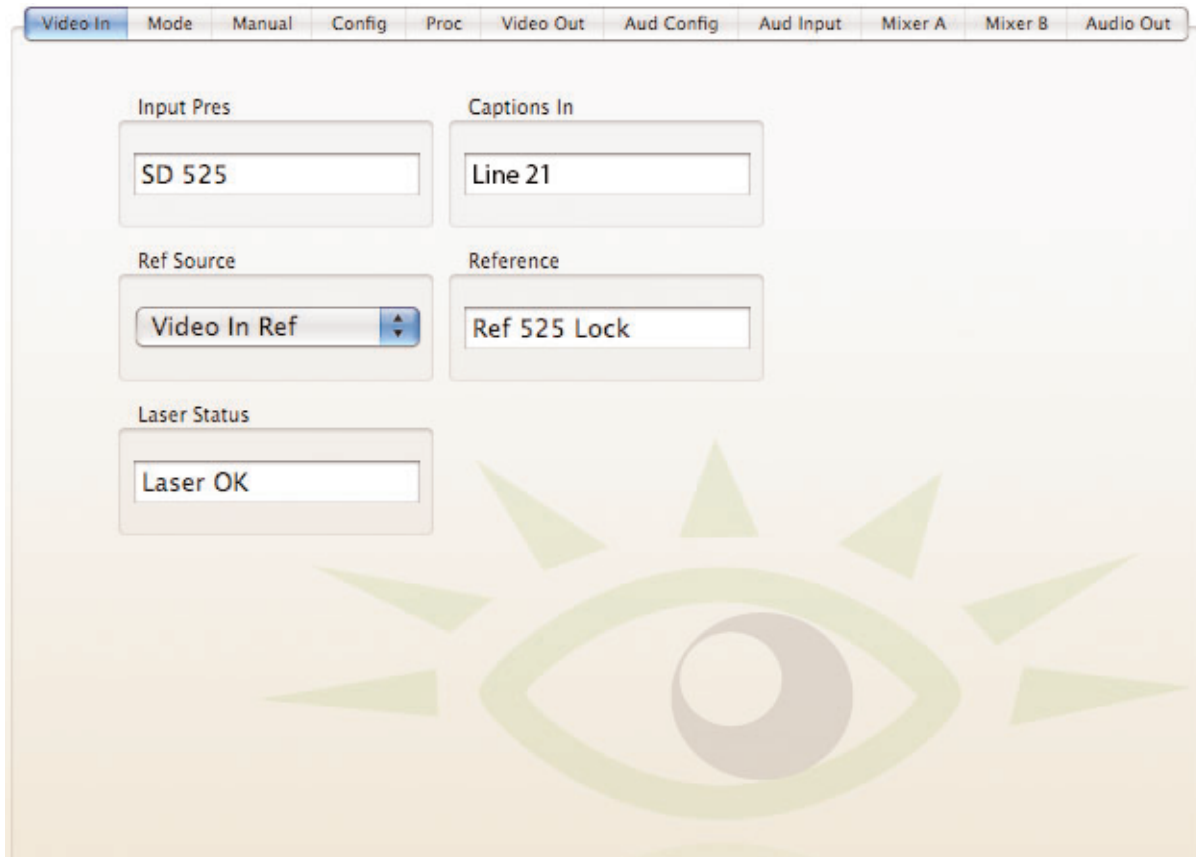 Video In Mode Manual Config Proc Video Out Aud Config Aud Input Mixer A Mixer B Audio Out
Input Pres Captions In
SD 525 Line 21
Ref Source Reference
Video In Ref Ref 525 Lock
Laser Status
Laser OK